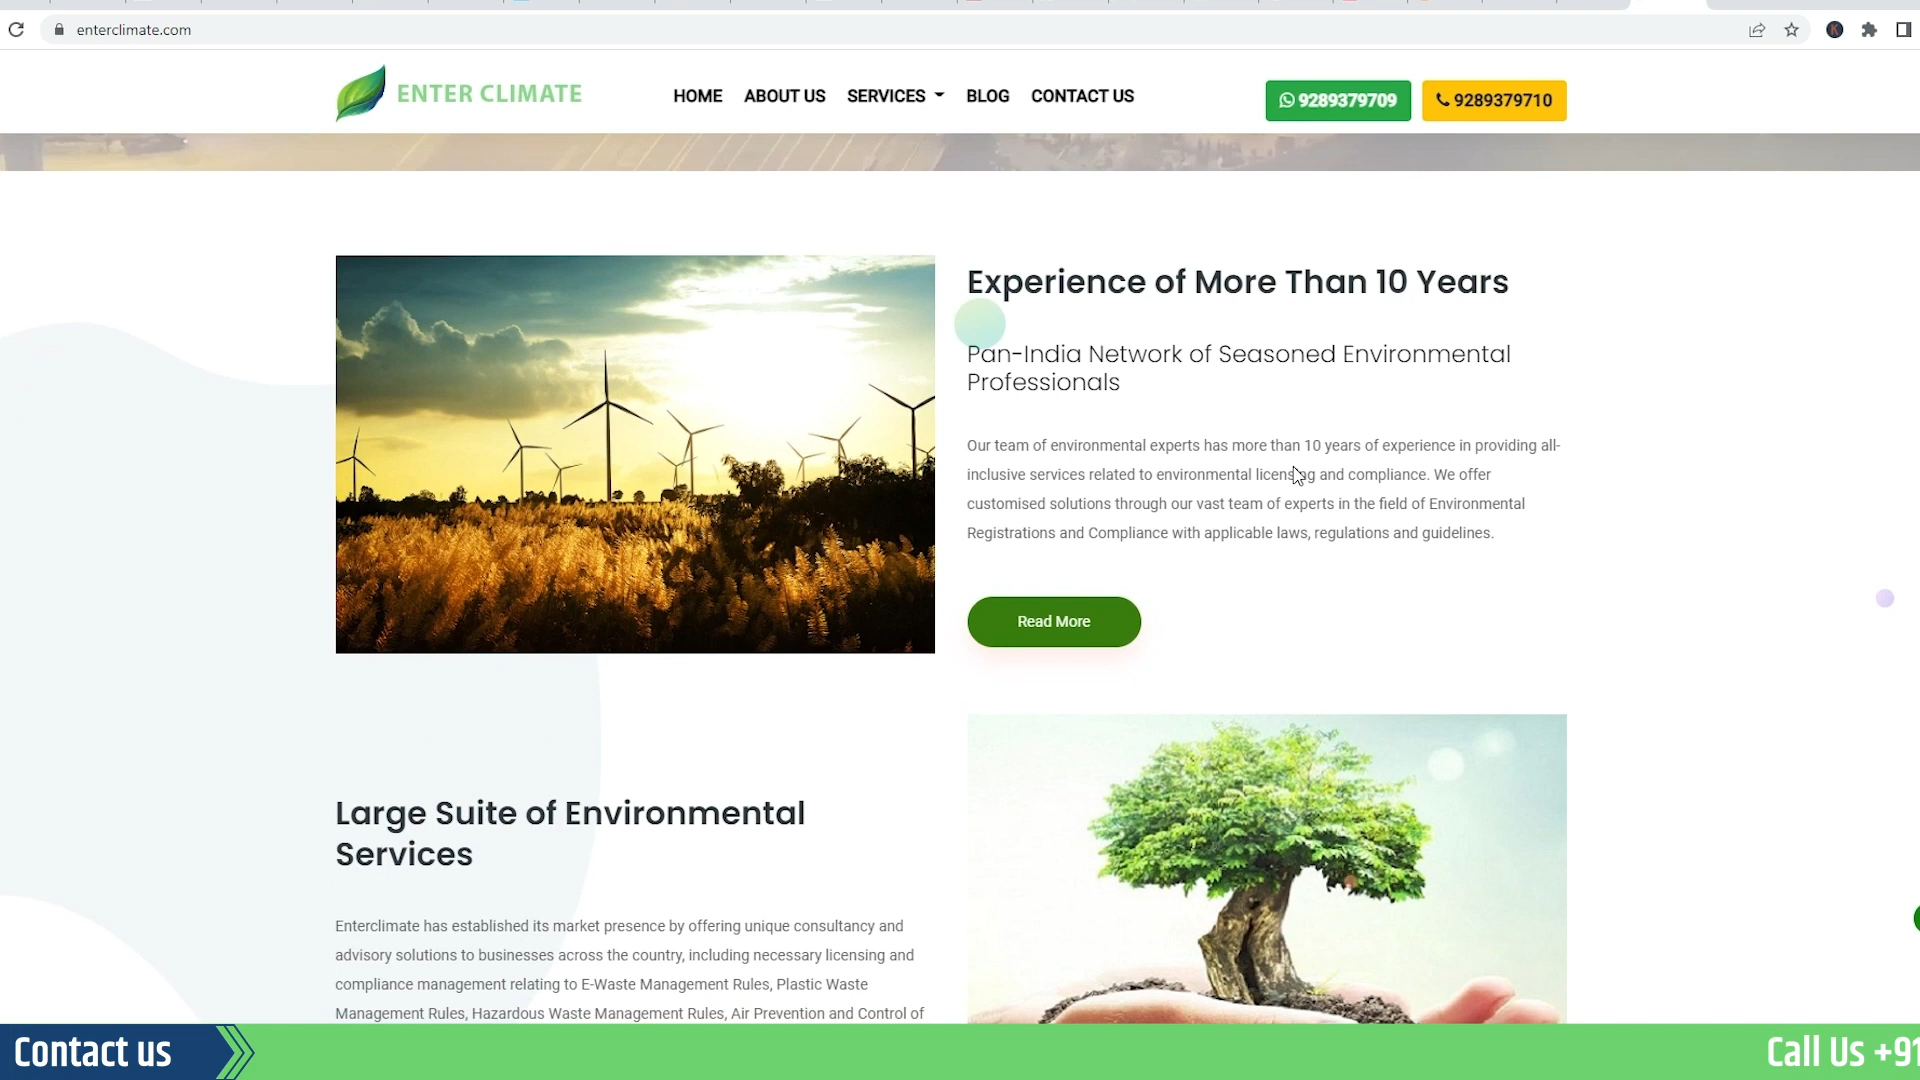 enterclimate.com
ENTER CLIMATE
HOME
ABOUT US
SERVICES
BLOG
CONTACT US
9289379709
9289379710
Experience of More Than 10 Years
Pan-India Network of Seasoned Environmental
Professionals
Our team of environmental experts has more than 10 years of experience in providing all-
inclusive services related to environmental licensing and compliance. We offer
customised solutions through our vast team of experts in the field of Environmental
Registrations and Compliance with applicable laws, regulations and guidelines.
Read More
Large Suite of Environmental
Services
Enterclimate has established its market presence by offering unique consultancy and
advisory solutions to businesses across the country, including necessary licensing and
compliance management relating to E-Waste Management Rules, Plastic Waste
Management Rules, Hazardous Waste Management Rules, Air Prevention and Control of
Contact us
Call Us +91